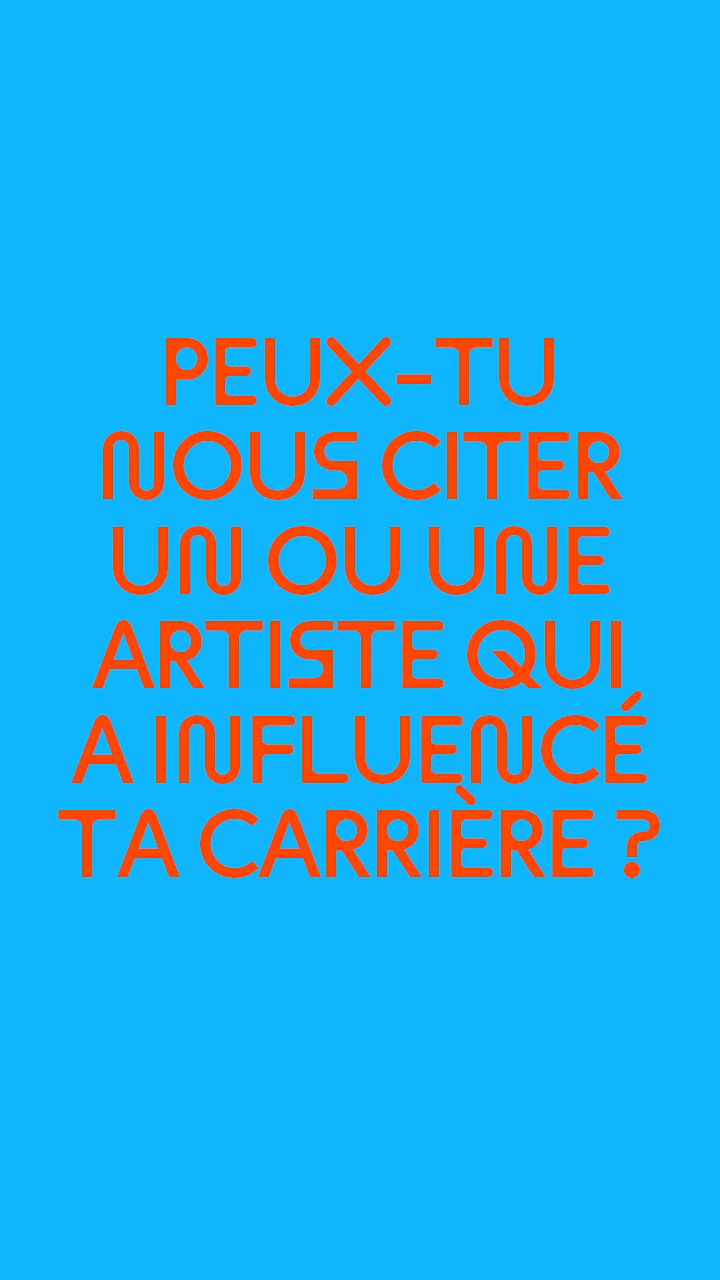 PEUX-TU
NOUS CITER
UN OU UNE
ARTISTE QUI
A INFLUENCÉ
TA CARRIÈRE ?